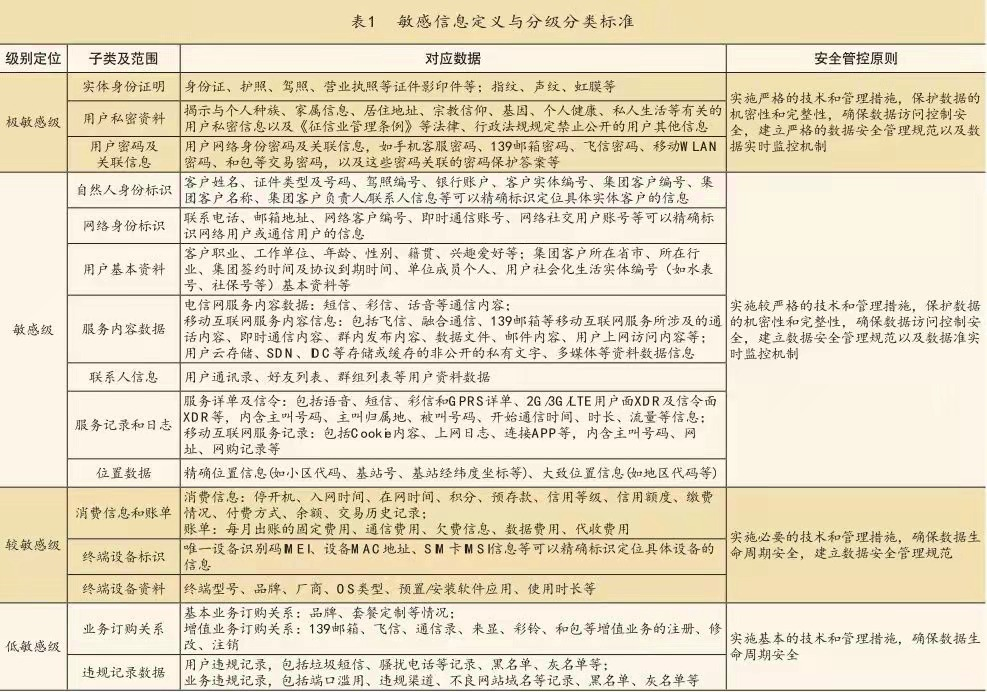 表1 敏感信息定义与分级分类标准
级别定位 子类及范围 对应数据 安全管控原则
极敏感级
实体身份证明
身份证、护照、驾照、营业执照等证件影印件等；指纹、声纹、虹膜等
用户私密资料
揭示与个人种族、家属信息、居住地址、宗教信仰、基因、个人健康、私人生活等有关的
用户私密信息以及《征信业管理条例》等法律、行政法规规定禁止公开的用户其他信息
用户密码及
关联信息
用户网络身份密码及关联信息，如手机客服密码、139邮箱密码、飞信密码、移动WLAN
密码、和包等交易密码，以及这些密码关联的密码保护答案等
实施严格的技术和管理措施，保护数据的
机密性和完整性，确保数据访问控制安
全，建立严格的数据安全管理规范以及数
据实时监控机制
敏感级
自然人身份标识
客户姓名、证件类型及号码、驾照编号、银行账户、客户实体编号、集团客户编号、集
团客户名称、集团客户负责人/联系人信息等可以精确标识定位具体实体客户的信息
网络身份标识
联系电话、邮箱地址、网络客户编号、即时通信账号、网络社交用户账号等可以精确标
识网络用户或通信用户的信息
用户基本资料
客户职业、工作单位、年龄、性别、籍贯、兴趣爱好等；集团客户所在省市、所在行
业、集团签约时间及协议到期时间、单位成员个人、用户社会化生活实体编号（如水表
号、社保号等）基本资料等
服务内容数据
电信网服务内容数据：短信、彩信、话音等通信内容；
移动互联网服务内容信息：包括飞信、融合通信、139邮箱等移动互联网服务所涉及的通
话内容、即时通信内容、群内发布内容、数据文件、邮件内容、用户上网访问内容等；
用户云存储、SDN、IDC等存储或缓存的非公开的私有文字、多媒体等资料数据信息
联系人信息
用户通讯录、好友列表、群组列表等用户资料数据
服务记录和日志
服务详单及信令：包括语音、短信、彩信和GPRS详单、2G/3G/LTE用户面XDR及信令面
XDR等，内含主叫号码、主叫归属地、被叫号码、开始通信时间、时长、流量等信息；
移动互联网服务记录：包括Cookie内容、上网日志、连接APP等，内含主叫号码、网
址、网购记录等
位置数据
精确位置信息(如小区代码、基站号、基站经纬度坐标等)、大致位置信息(如地区代码等)
实施较严格的技术和管理措施，保护数据
的机密性和完整性，确保数据访问控制安
全，建立数据安全管理规范以及数据准实
时监控机制
较敏感级
消费信息和账单
消费信息：停开机、入网时间、在网时间、积分、预存款、信用等级、信用额度、缴费
情况、付费方式、余额、交易历史记录；
账单：每月出账的固定费用、通信费用、欠费信息、数据费用、代收费用
终端设备标识
唯一设备识别码IMEI、设备MAC地址、SIM卡IMSI信息等可以精确标识定位具体设备的
信息
终端设备资料
终端型号、品牌、厂商、OS类型、预置/安装软件应用、使用时长等
实施必要的技术和管理措施，确保数据生
命周期安全，建立数据安全管理规范
低敏感级
业务订购关系
基本业务订购关系：品牌、套餐定制等情况；
增值业务订购关系：139邮箱、飞信、通信录、来显、彩铃、和包等增值业务的注册、修
改、注销
违规记录数据
用户违规记录，包括垃圾短信、骚扰电话等记录、黑名单、灰名单等；
业务违规记录，包括端口滥用、违规渠道、不良网站域名等记录、黑名单、灰名单等
实施基本的技术和管理措施，确保数据生
命周期安全